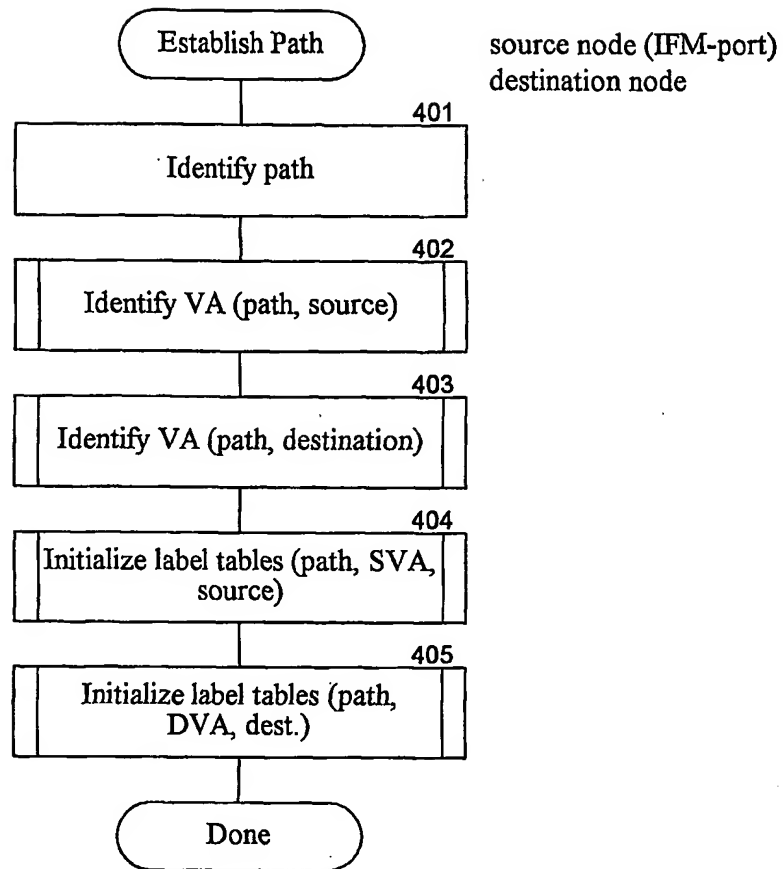 Establish Path
source node (IFM-port)
destination node
401
Identify path
402
Identify VA (path, source)
403
Identify VA (path, destination)
404
Initialize label tables (path, SVA,
source)
405
Initialize label tables (path,
DVA, dest.)
Done